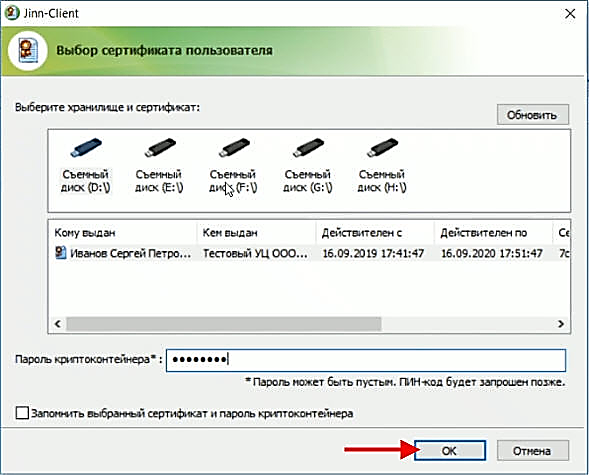 Jinn-Client
Выбор сертификата пользователя
Выберите хранилище и сертификат:
Обновить
Съемный диск (D:\)
Съемный диск (E:\)
Съемный диск (F:\)
Съемный диск (G:\)
Съемный диск (H:\)
Кому выдан Кем выдан Действителен с Действителен по Се
Иванов Сергей Петро... Тестовый УЦ ООО... 16.09.2019 17:41:47 16.09.2020 17:51:47 7c
Пароль криптоконтейнера* : ●●●●●●●●
* Пароль может быть пустым. ПИН-код будет запрошен позже.
Запомнить выбранный сертификат и пароль криптоконтейнера
ОК Отмена